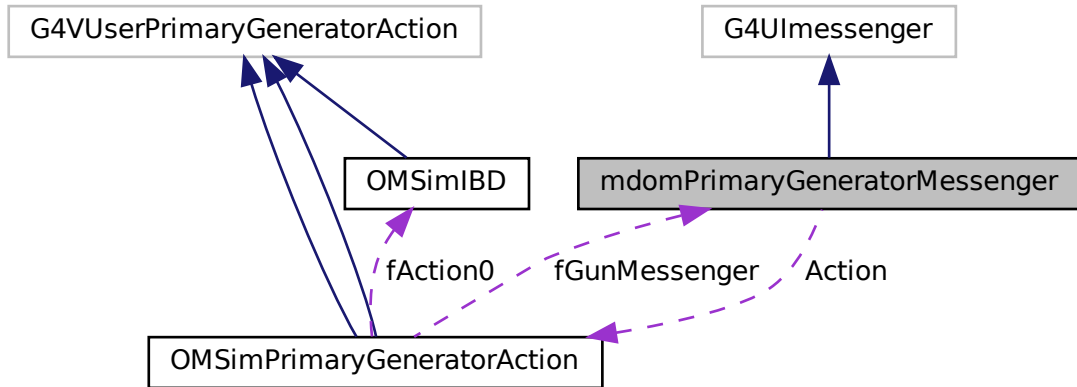 G4VUserPrimaryGeneratorAction
G4UImessenger
OMSimIBD
mdomPrimaryGeneratorMessenger
fAction0
fGunMessenger
Action
OMSimPrimaryGeneratorAction